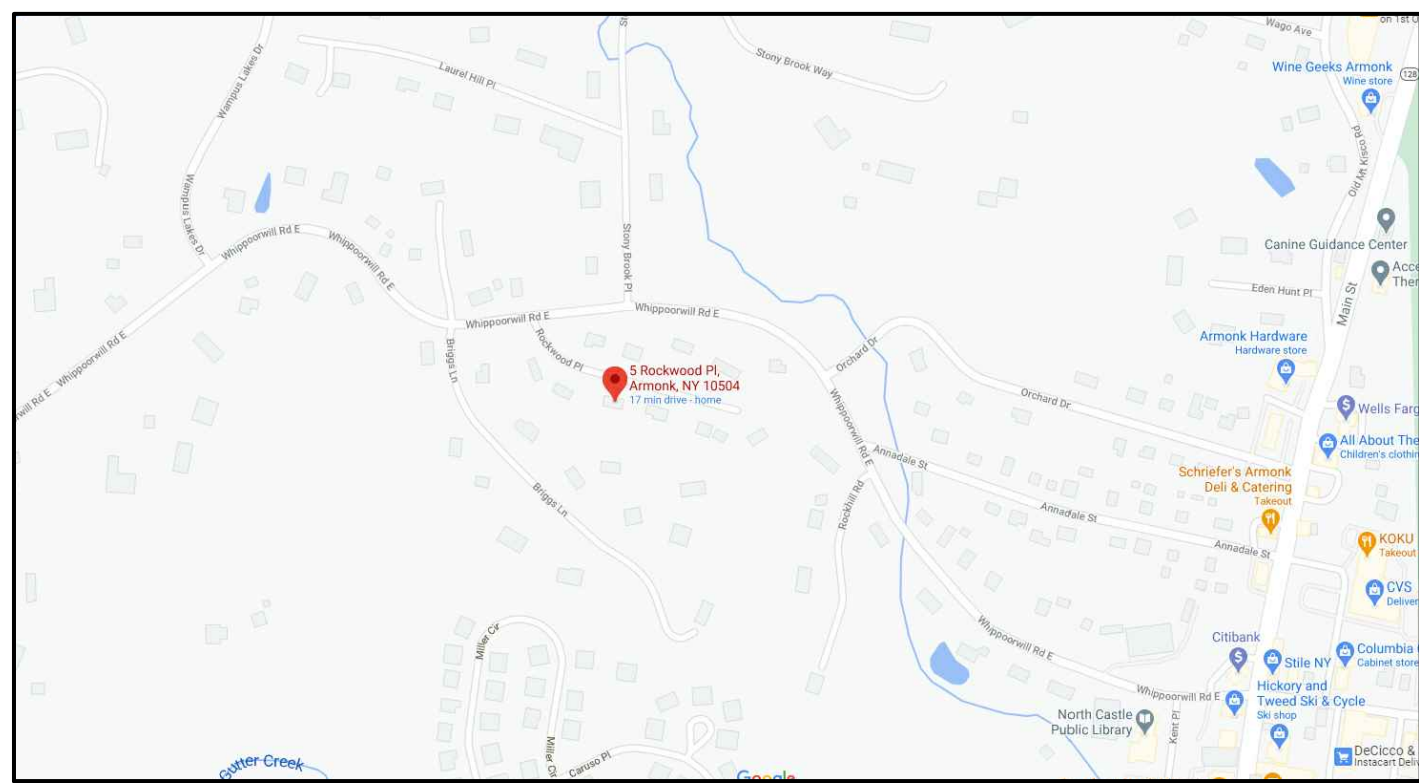 on 1st
Wago Ave
Wampus Lakes Dr
Laurel Hill Pl
Stony Brook Way
Wine Geeks Armonk
Wine store
128
Old Mt Kisco Rd
Wampus Lakes Dr
Whippoorwill Rd E
Whippoorwill Rd E
Stony Brook Pl
Canine Guidance Center
Eden Hunt Pl
Main St
Whippoorwill Rd E
Whippoorwill Rd E
Whippoorwill Rd E
Rockwood Pl
Briggs Ln
Orchard Dr
Armonk Hardware
Hardware store
5 Rockwood Pl,
Armonk, NY 10504
17 min drive - home
Orchard Dr
Wells Farg
Whippoorwill Rd E
All About The
Children's clothin
Annadale St
Schriefer's Armonk
Deli & Catering
Takeout
Rockhill Rd
Briggs Ln
Annadale St
Annadale St
KOKU
Takeout
CVS
Deliver
Miller Cir
Whippoorwill Rd E
Citibank
Stile NY
Columbia
Cabinet store
Hickory and
Tweed Ski & Cycle
Ski shop
Whippoorwill Rd E
North Castle
Public Library
Kent Pl
Miller Cir
Caruso Pl
Gutter Creek
DeCicco &
Instacart Deli
Google